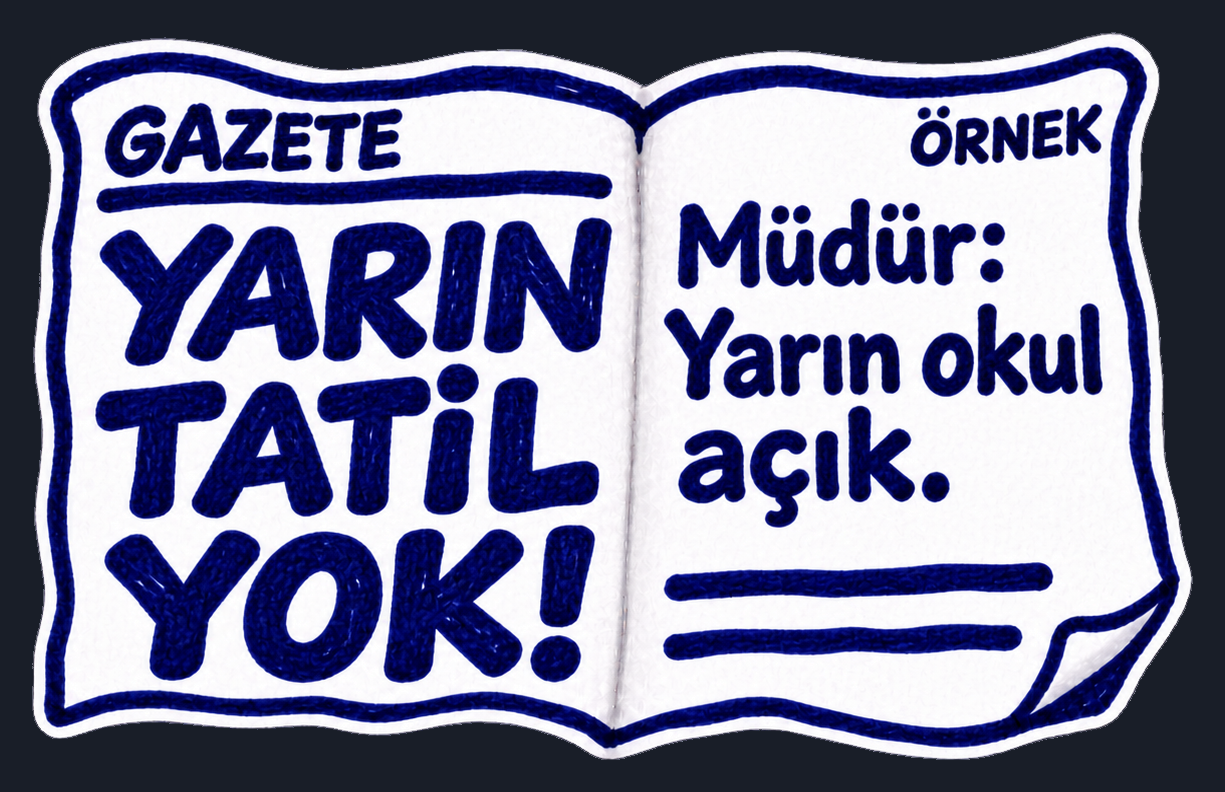 GAZETE
YARIN
TATİL
YOK!
ÖRNEK
Müdür:
Yarın okul
açık.